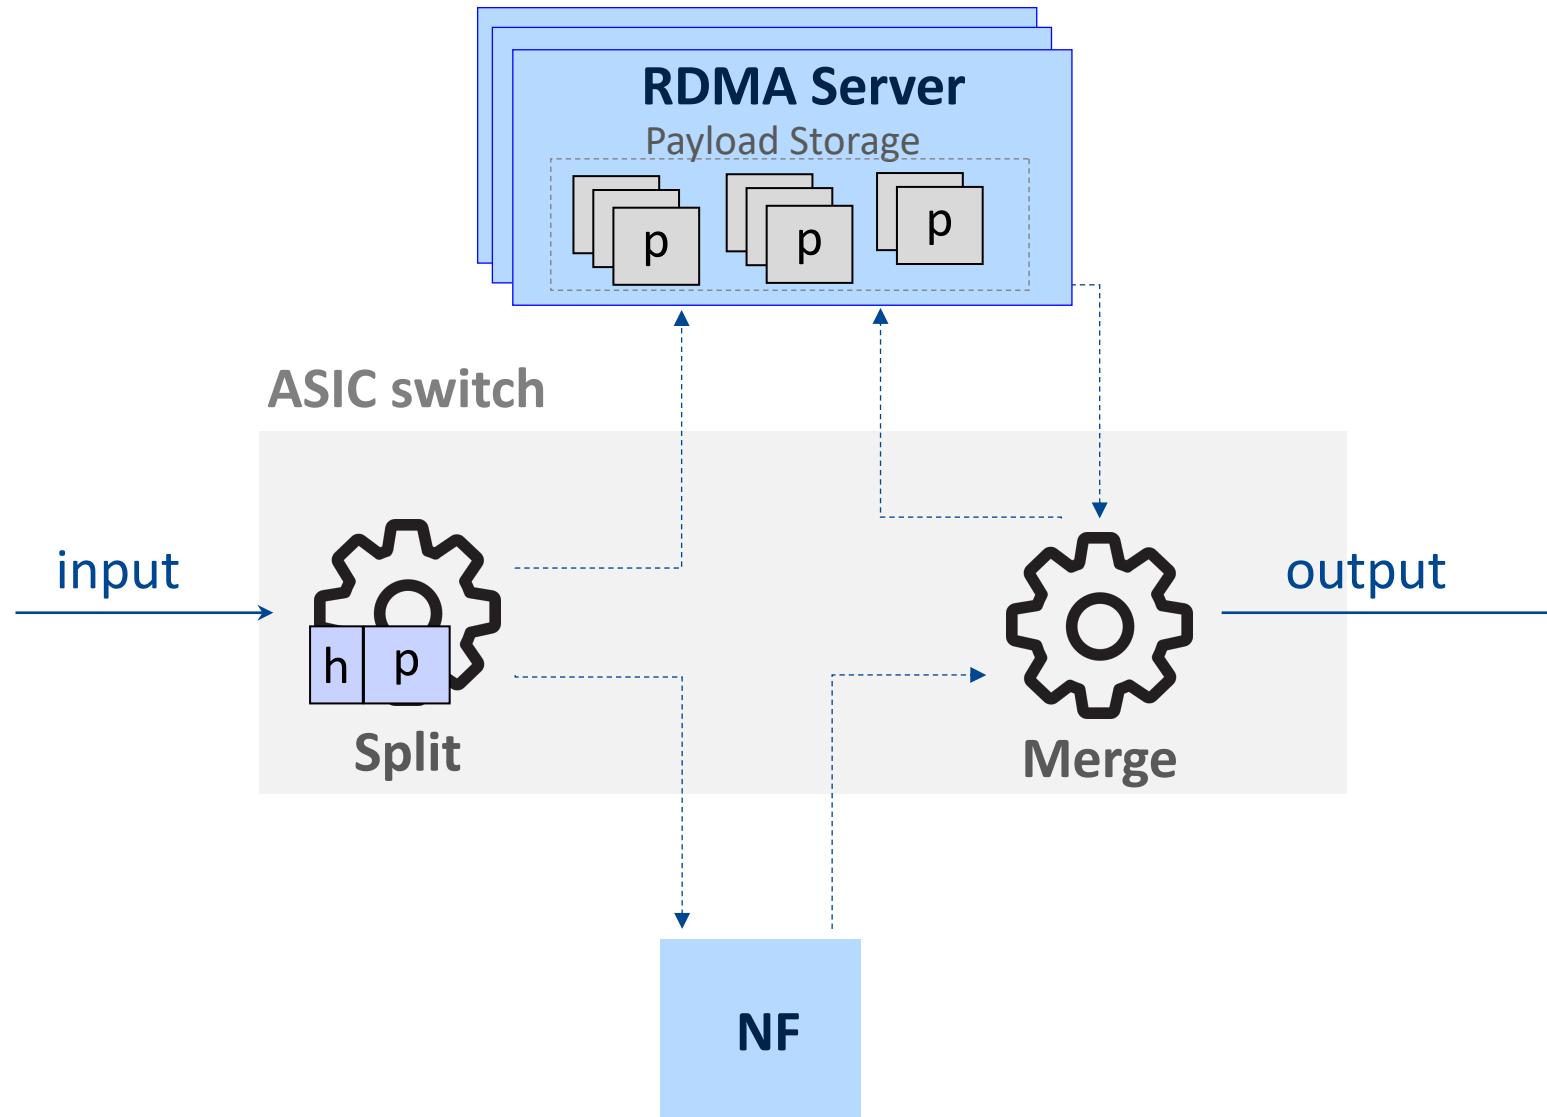 RDMA Server
Payload Storage
p
p
p
ASIC switch
input
output
h p
Split
Merge
NF